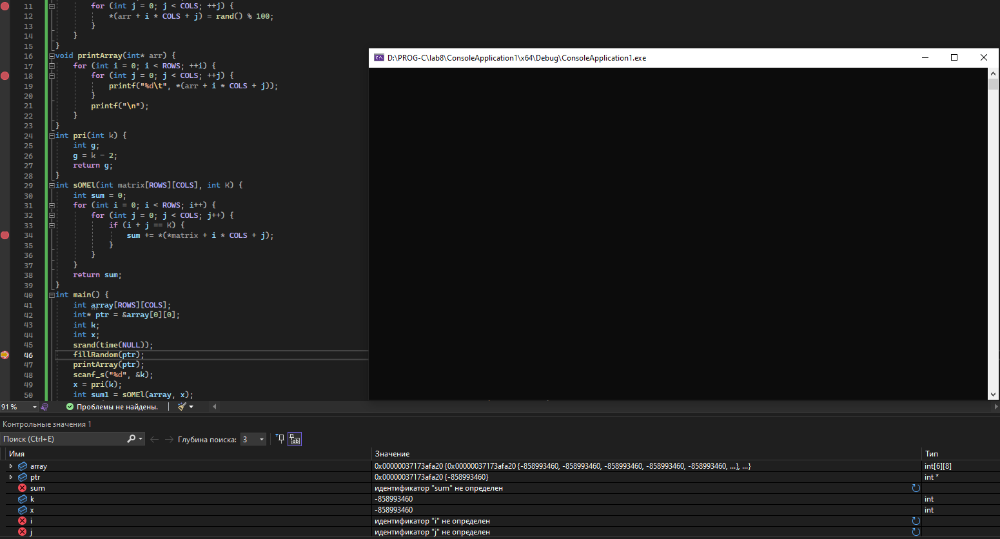 11 for (int j = 0; j < COLS; ++j) {
12 *(arr + i * COLS + j) = rand() % 100;
13 }
14 }
15 }
16 void printArray(int* arr) {
17 for (int i = 0; i < ROWS; ++i) {
18 for (int j = 0; j < COLS; ++j) {
19 printf("%d\t", *(arr + i * COLS + j));
20 }
21 printf("\n");
22 }
23 }
24 int pri(int k) {
25 int g;
26 g = k - 2;
27 return g;
28 }
29 int sOMEl(int matrix[ROWS][COLS], int K) {
30 int sum = 0;
31 for (int i = 0; i < ROWS; i++) {
32 for (int j = 0; j < COLS; j++) {
33 if (i + j == K) {
34 sum += *(*matrix + i * COLS + j);
35 }
36 }
37 }
38 return sum;
39 }
40 int main() {
41 int array[ROWS][COLS];
42 int* ptr = &array[0][0];
43 int k;
44 int x;
45 srand(time(NULL));
46 fillRandom(ptr);
47 printArray(ptr);
48 scanf_s("%d", &k);
49 x = pri(k);
50 int sum1 = sOMEl(array, x);
D:\PROG-C\lab8\ConsoleApplication1\x64\Debug\ConsoleApplication1.exe
91 % Проблемы не найдены.
Контрольные значения 1
Поиск (Ctrl+E) Глубина поиска: 3
Имя Значение Тип
array 0x00000037173afa20 {0x00000037173afa20 {-858993460, -858993460, -858993460, -858993460, -858993460, ...}, ...} int[6][8]
ptr 0x00000037173afa20 {-858993460} int *
sum идентификатор "sum" не определен
k -858993460 int
x -858993460 int
i идентификатор "i" не определен
j идентификатор "j" не определен